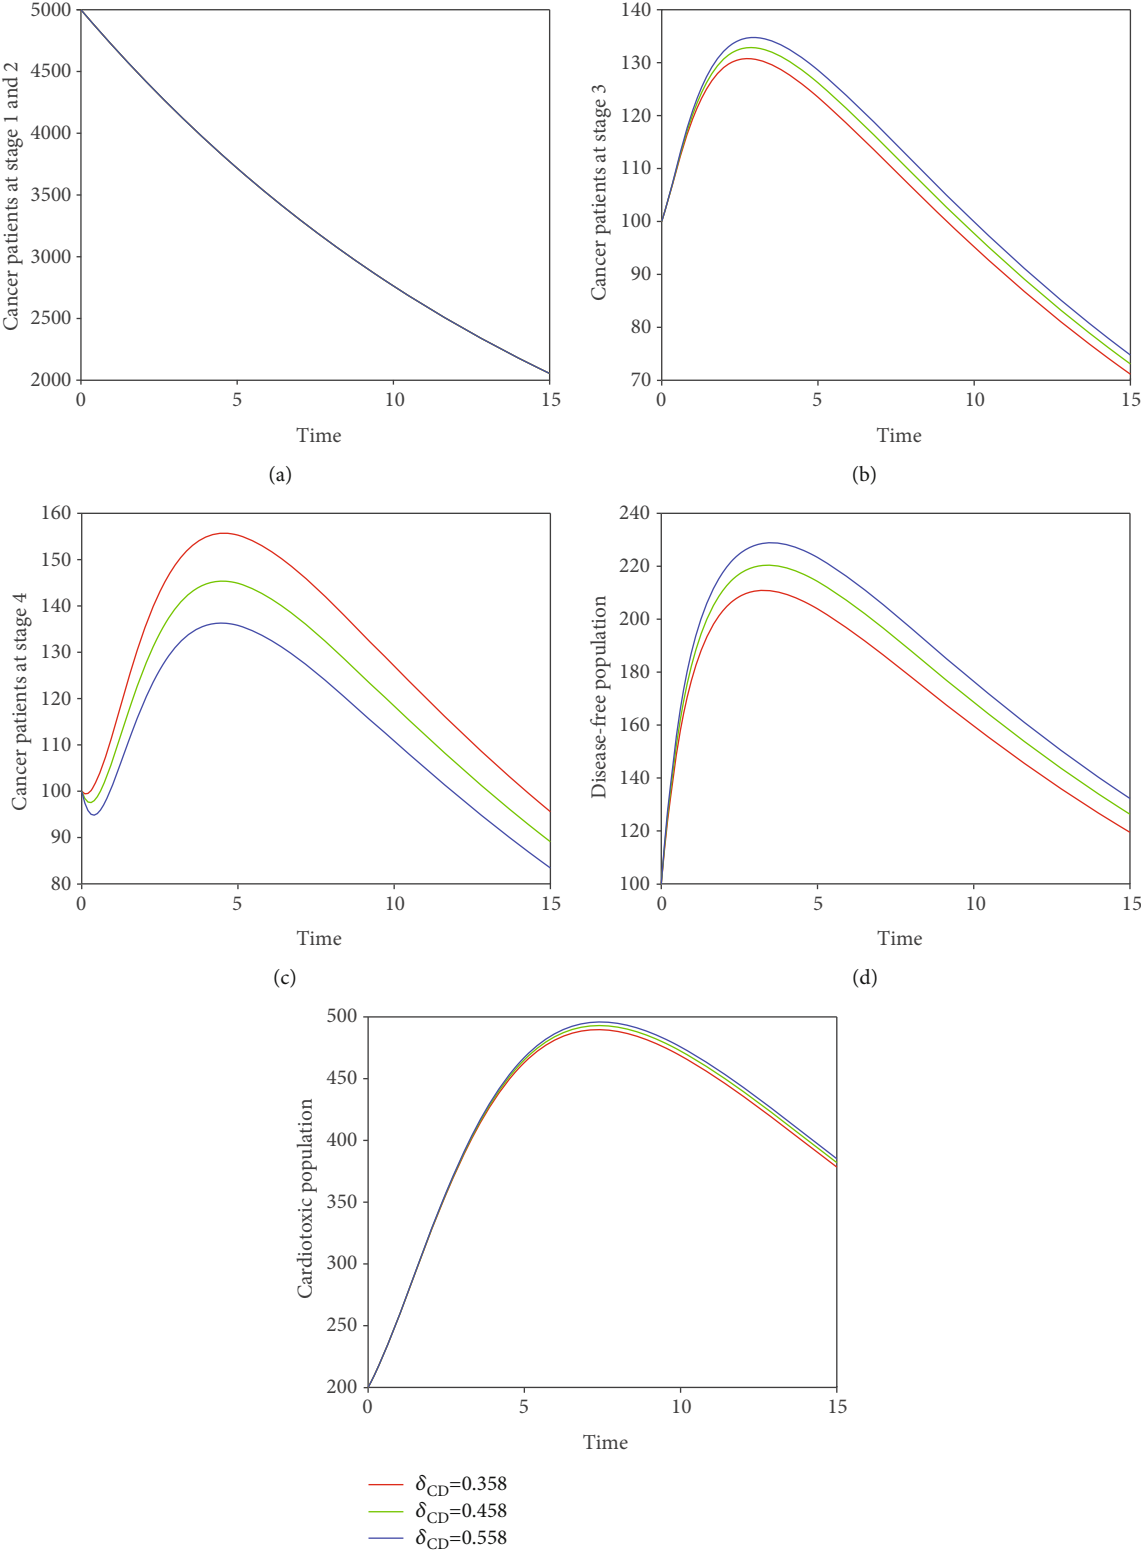 5000
4500
4000
3500
3000
2500
2000
Cancer patients at stage 1 and 2
0 5 10 15
Time
(a)
140
130
120
110
100
90
80
70
Cancer patients at stage 3
0 5 10 15
Time
(b)
160
150
140
130
120
110
100
90
80
Cancer patients at stage 4
0 5 10 15
Time
(c)
240
220
200
180
160
140
120
100
Disease-free population
0 5 10 15
Time
(d)
500
450
400
350
300
250
200
Cardiotoxic population
0 5 10 15
Time
δCD=0.358
δCD=0.458
δCD=0.558